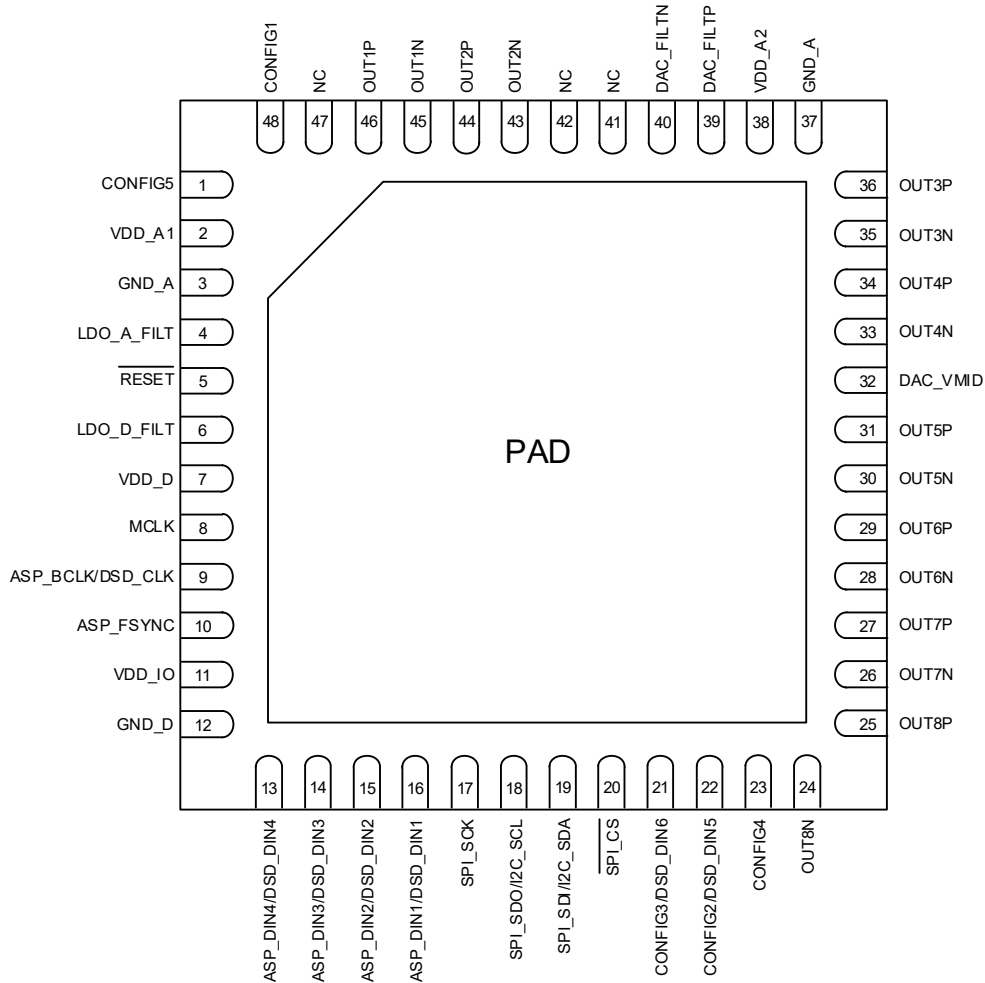 CONFIG1
NC
OUT1P
OUT1N
OUT2P
OUT2N
NC
NC
DAC_FILTN
DAC_FILTP
VDD_A2
GND_A
48
47
46
45
44
43
42
41
40
39
38
37
CONFIG5 1
VDD_A1 2
GND_A 3
LDO_A_FILT 4
RESET 5
LDO_D_FILT 6
VDD_D 7
MCLK 8
ASP_BCLK/DSD_CLK 9
ASP_FSYNC 10
VDD_IO 11
GND_D 12
PAD
36 OUT3P
35 OUT3N
34 OUT4P
33 OUT4N
32 DAC_VMID
31 OUT5P
30 OUT5N
29 OUT6P
28 OUT6N
27 OUT7P
26 OUT7N
25 OUT8P
13
14
15
16
17
18
19
20
21
22
23
24
ASP_DIN4/DSD_DIN4
ASP_DIN3/DSD_DIN3
ASP_DIN2/DSD_DIN2
ASP_DIN1/DSD_DIN1
SPI_SCK
SPI_SDO/I2C_SCL
SPI_SDI/I2C_SDA
SPI_CS
CONFIG3/DSD_DIN6
CONFIG2/DSD_DIN5
CONFIG4
OUT8N